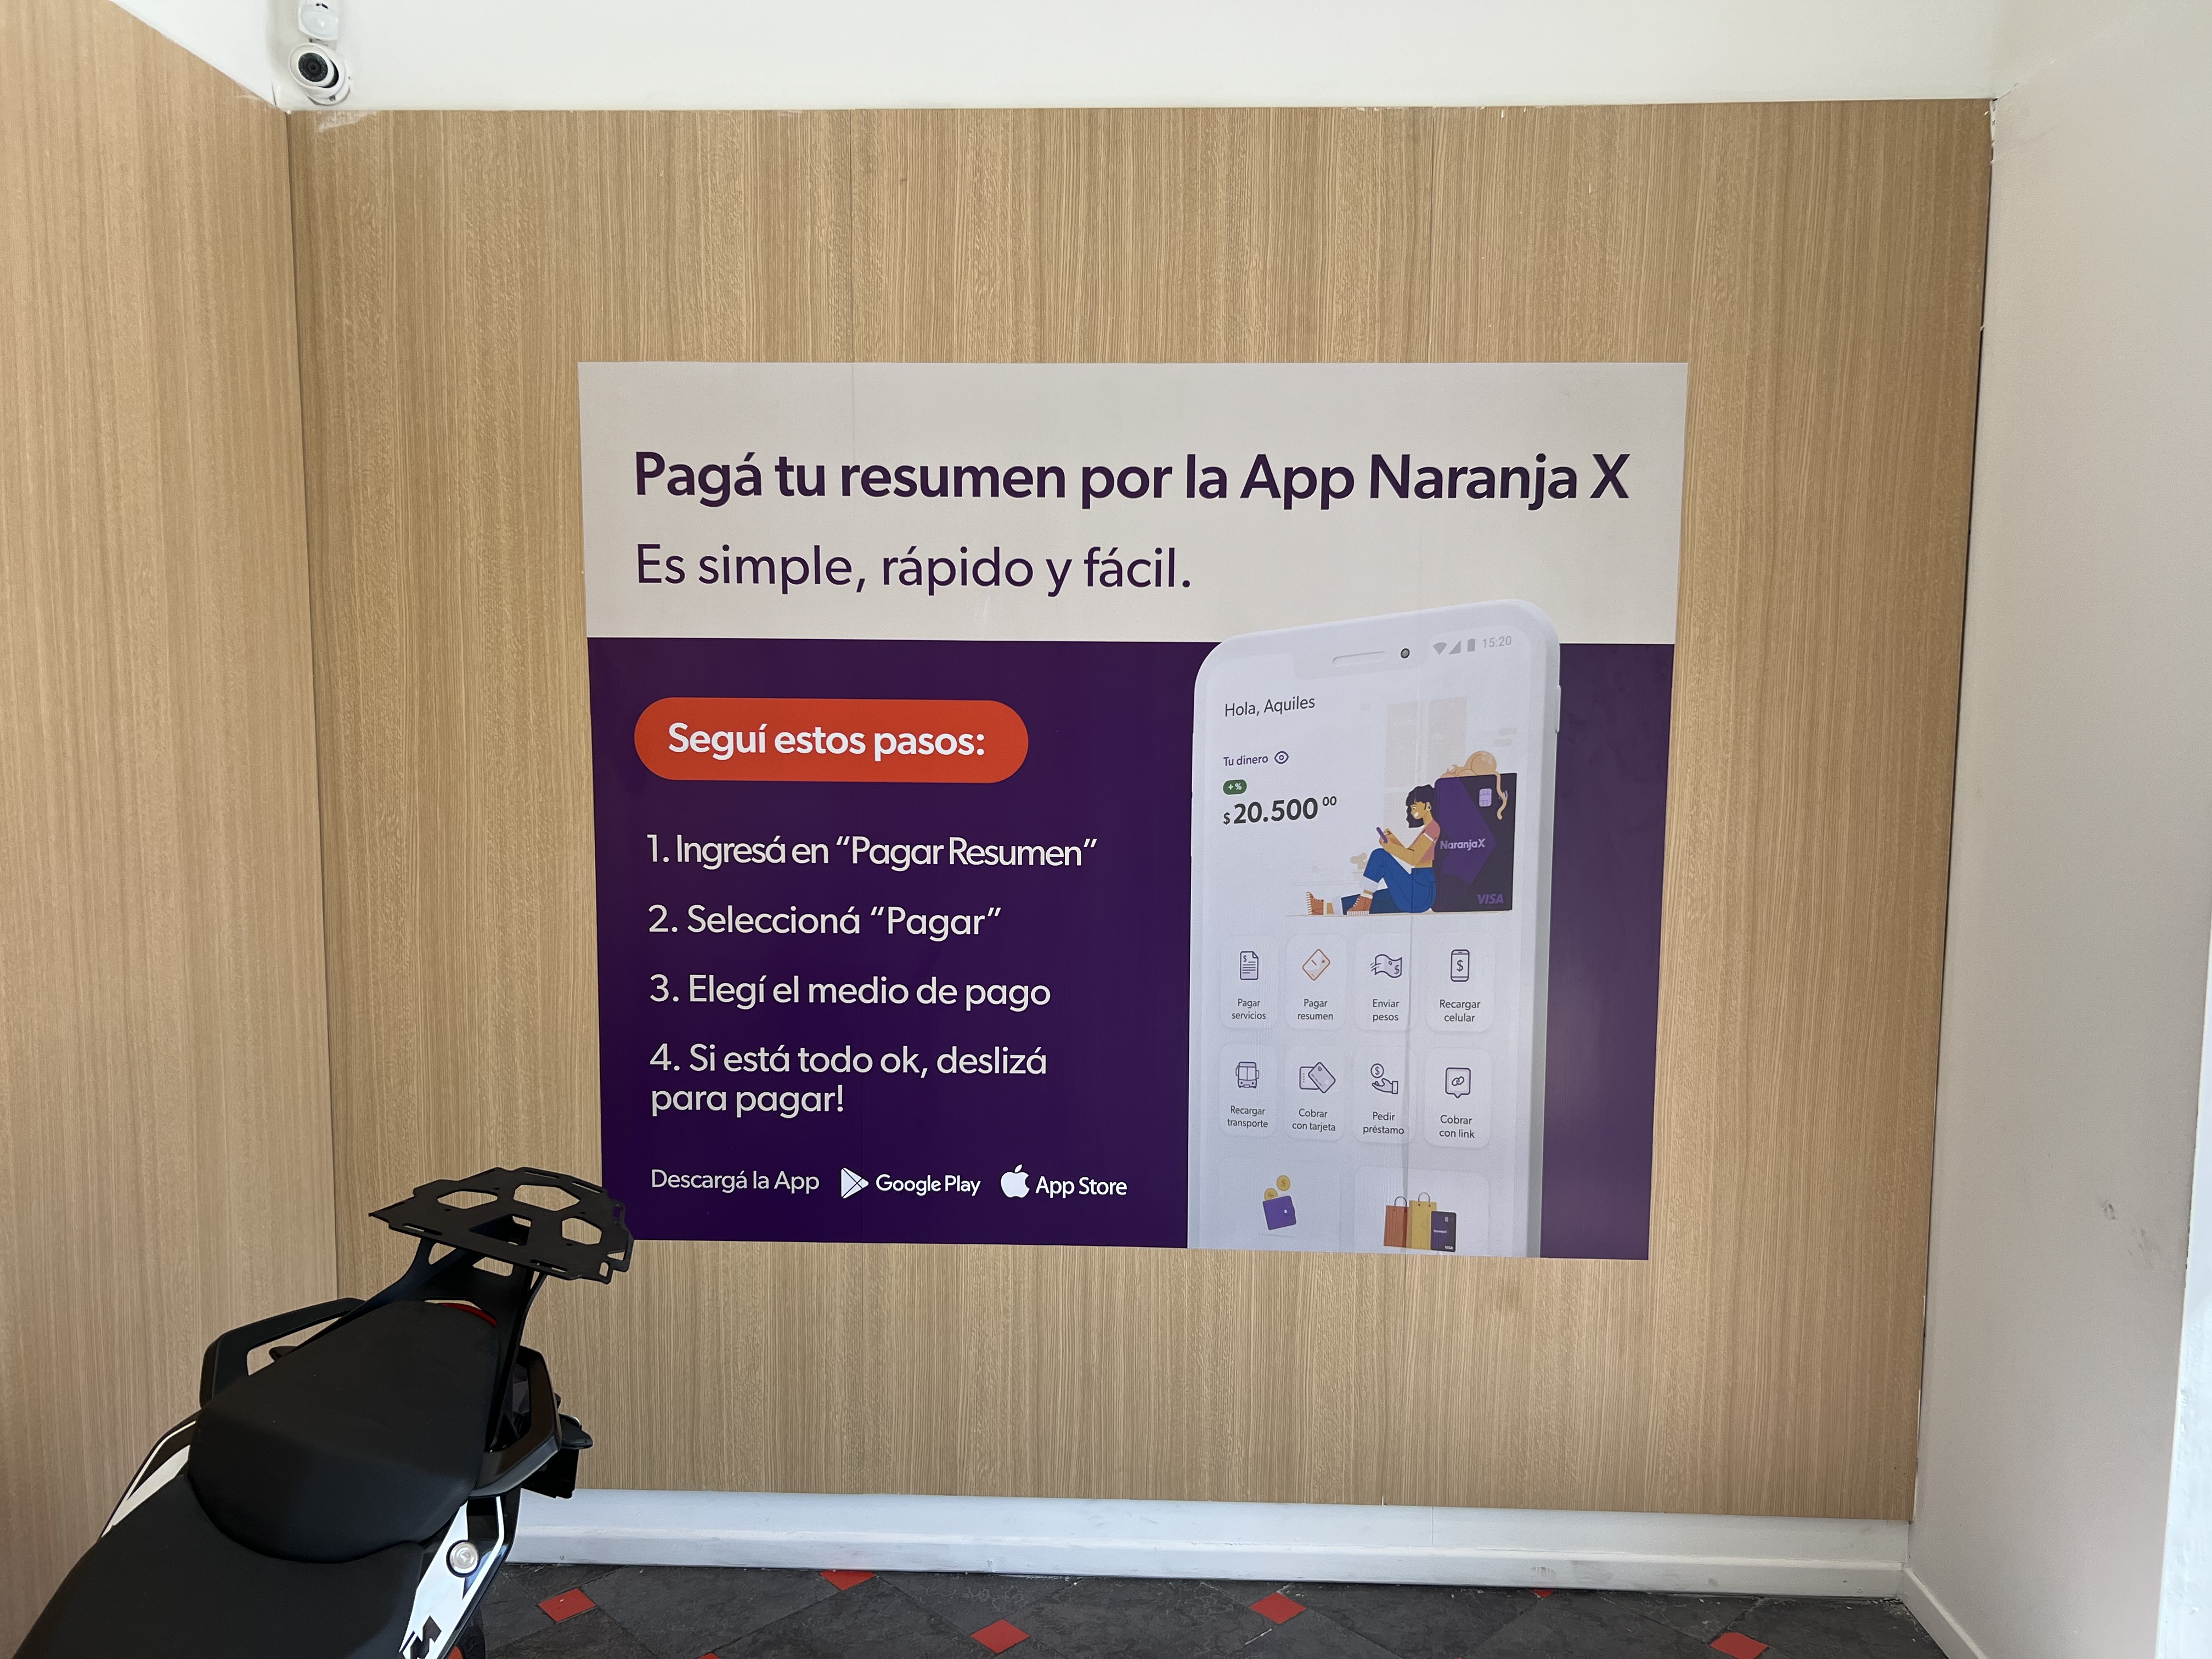 Pagá tu resumen por la App Naranja X
Es simple, rápido y fácil.
Seguí estos pasos:
1. Ingresá en “Pagar Resumen”
2. Seleccioná “Pagar”
3. Elegí el medio de pago
4. Si está todo ok, deslizá
para pagar!
Descargá la App
Google Play
App Store
15:20
Hola, Aquiles
Tu dinero
+%
$20.500 00
NaranjaX
VISA
Pagar
servicios
Pagar
resumen
Enviar
pesos
Recargar
celular
Recargar
transporte
Cobrar
con tarjeta
Pedir
préstamo
Cobrar
con link